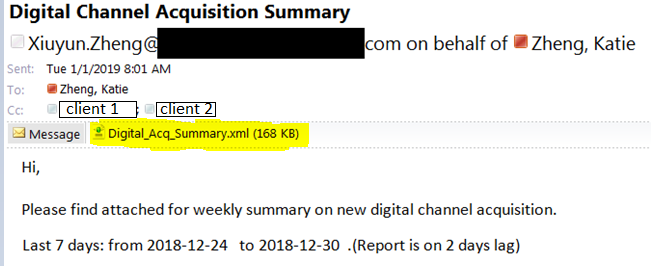 Digital Channel Acquisition Summary
Xiuyun.Zheng@ com on behalf of Zheng, Katie
Sent: Tue 1/1/2019 8:01 AM
To: Zheng, Katie
Cc: client 1 ; client 2
Message Digital_Acq_Summary.xml (168 KB)
Hi,
Please find attached for weekly summary on new digital channel acquisition.
Last 7 days: from 2018-12-24 to 2018-12-30 .(Report is on 2 days lag)